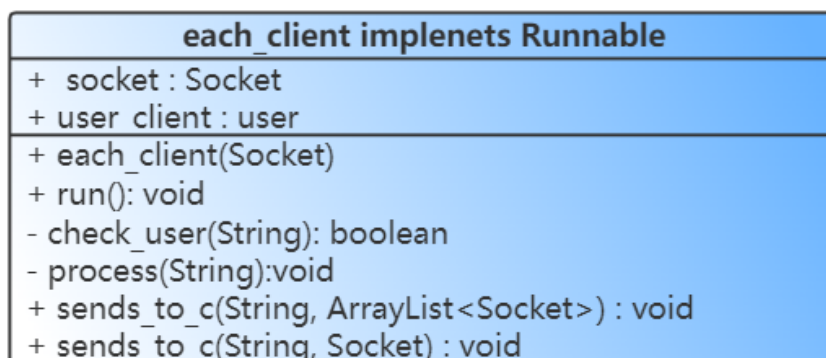 each_client implenets Runnable
+ socket : Socket
+ user_client : user
+ each_client(Socket)
+ run(): void
- check_user(String): boolean
- process(String):void
+ sends_to_c(String, ArrayList<Socket>) : void
+ sends_to_c(String, Socket) : void